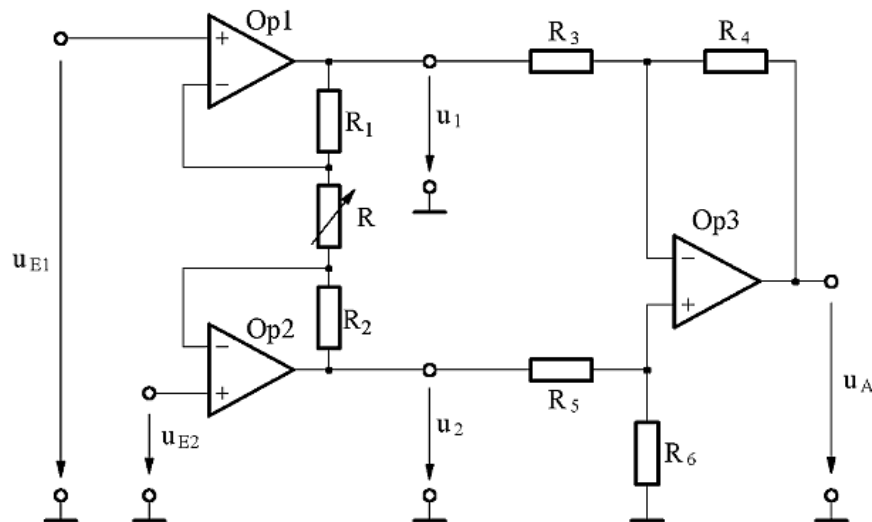 Op1
R3
R4
+
−
R1
u1
R
Op3
uE1
−
+
Op2
R2
−
+
R5
uA
uE2
u2
R6